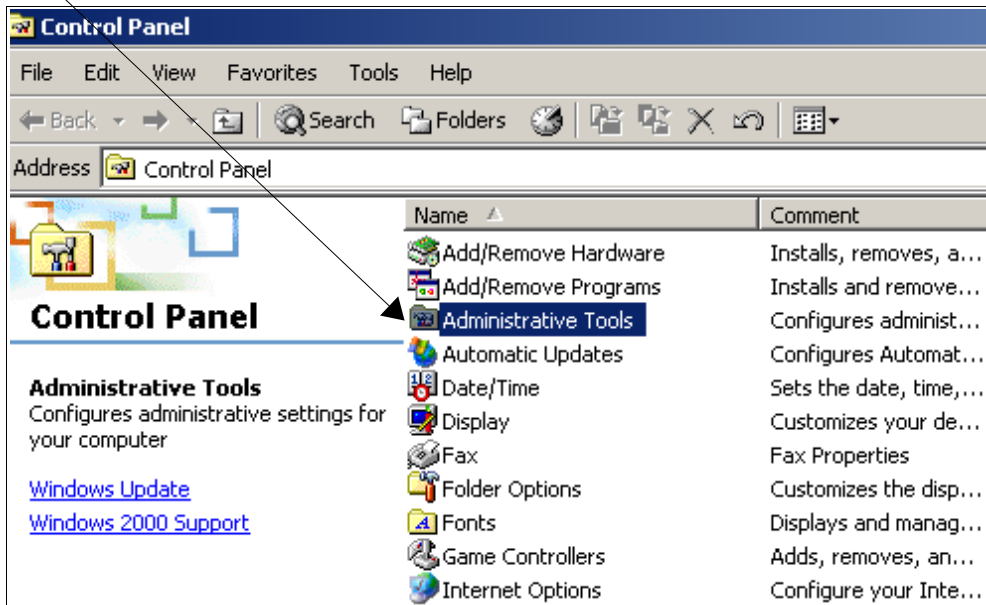 Control Panel
File Edit View Favorites Tools Help
Back Search Folders
Address Control Panel
Name Comment
Add/Remove Hardware Installs, removes, a...
Add/Remove Programs Installs and remove...
Administrative Tools Configures administ...
Automatic Updates Configures Automat...
Date/Time Sets the date, time,...
Display Customizes your de...
Fax Fax Properties
Folder Options Customizes the disp...
Fonts Displays and manag...
Game Controllers Adds, removes, an...
Internet Options Configure your Inte...
Control Panel
Administrative Tools
Configures administrative settings for
your computer
Windows Update
Windows 2000 Support